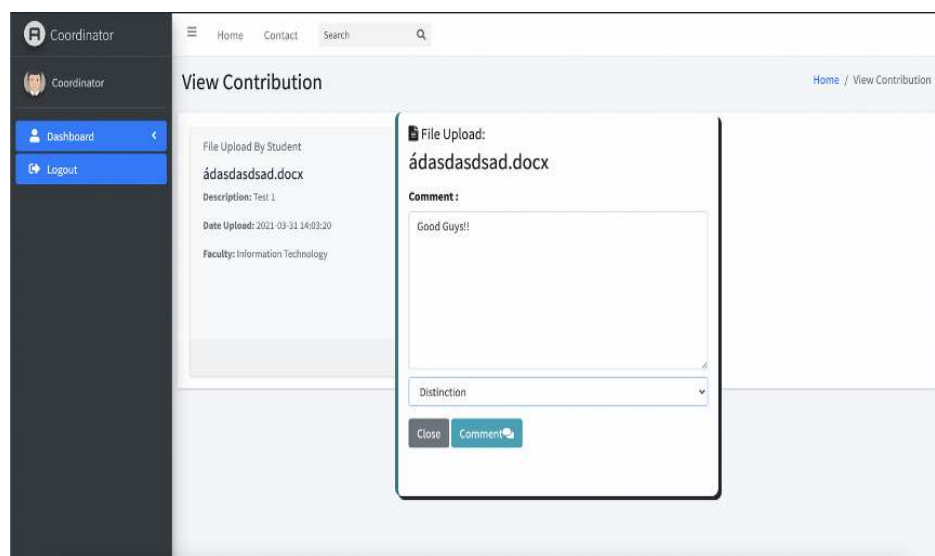 Coordinator
Home Contact Search
Coordinator
View Contribution
Home / View Contribution
Dashboard
Logout
File Upload By Student
ádasdasdsad.docx
Description: Test 1
Date Upload: 2021-03-31 14:03:20
Faculty: Information Technology
File Upload:
ádasdasdsad.docx
Comment :
Good Guys!!
Distinction
Close Comment